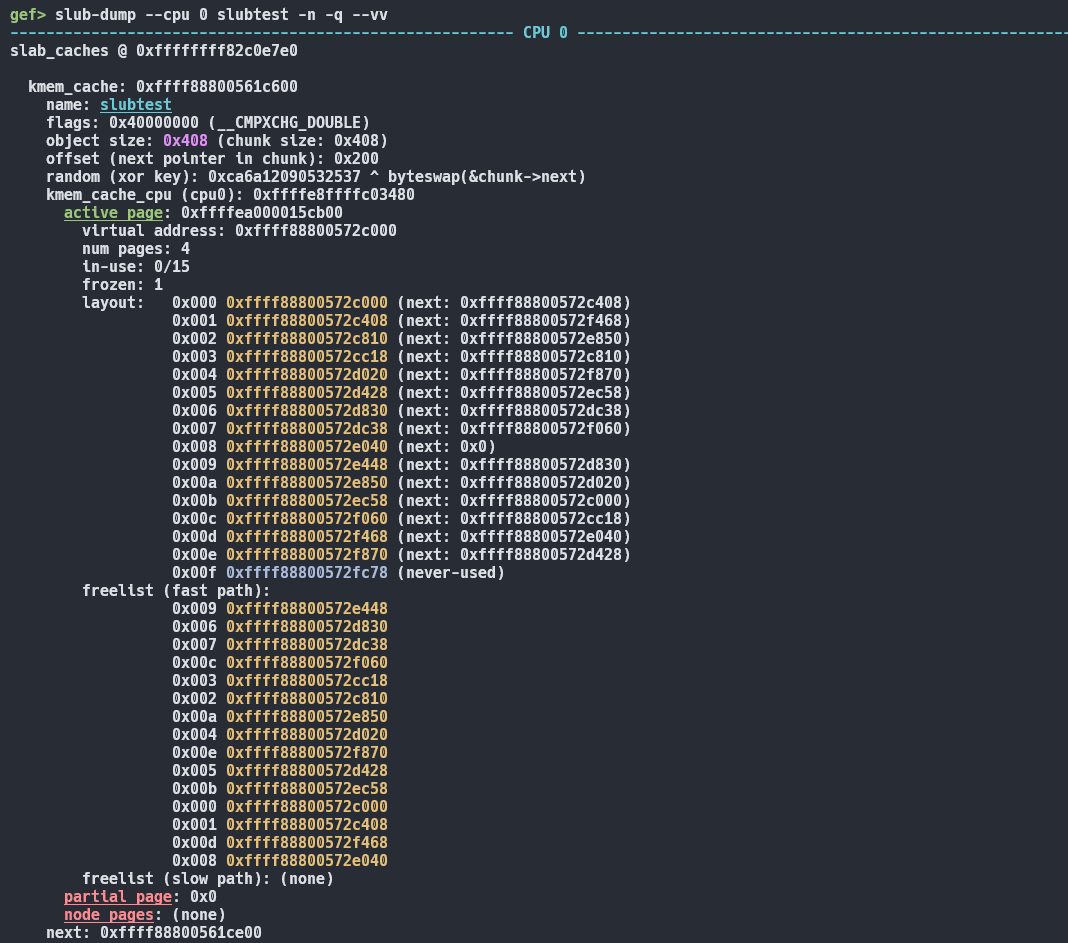 gef> slub-dump --cpu 0 slubtest -n -q --vv
-------------------------------------------------------- CPU 0 -------------------------------------------------------
slab_caches @ 0xffffffff82c0e7e0
kmem_cache: 0xffff88800561c600
name: slubtest
flags: 0x40000000 (__CMPXCHG_DOUBLE)
object size: 0x408 (chunk size: 0x408)
offset (next pointer in chunk): 0x200
random (xor key): 0xca6a12090532537 ^ byteswap(&chunk->next)
kmem_cache_cpu (cpu0): 0xffffe8ffffc03480
active page: 0xffffea000015cb00
virtual address: 0xffff88800572c000
num pages: 4
in-use: 0/15
frozen: 1
layout:   0x000 0xffff88800572c000 (next: 0xffff88800572c408)
0x001 0xffff88800572c408 (next: 0xffff88800572f468)
0x002 0xffff88800572c810 (next: 0xffff88800572e850)
0x003 0xffff88800572cc18 (next: 0xffff88800572c810)
0x004 0xffff88800572d020 (next: 0xffff88800572f870)
0x005 0xffff88800572d428 (next: 0xffff88800572ec58)
0x006 0xffff88800572d830 (next: 0xffff88800572dc38)
0x007 0xffff88800572dc38 (next: 0xffff88800572f060)
0x008 0xffff88800572e040 (next: 0x0)
0x009 0xffff88800572e448 (next: 0xffff88800572d830)
0x00a 0xffff88800572e850 (next: 0xffff88800572d020)
0x00b 0xffff88800572ec58 (next: 0xffff88800572c000)
0x00c 0xffff88800572f060 (next: 0xffff88800572cc18)
0x00d 0xffff88800572f468 (next: 0xffff88800572e040)
0x00e 0xffff88800572f870 (next: 0xffff88800572d428)
0x00f 0xffff88800572fc78 (never-used)
freelist (fast path):
0x009 0xffff88800572e448
0x006 0xffff88800572d830
0x007 0xffff88800572dc38
0x00c 0xffff88800572f060
0x003 0xffff88800572cc18
0x002 0xffff88800572c810
0x00a 0xffff88800572e850
0x004 0xffff88800572d020
0x00e 0xffff88800572f870
0x005 0xffff88800572d428
0x00b 0xffff88800572ec58
0x000 0xffff88800572c000
0x001 0xffff88800572c408
0x00d 0xffff88800572f468
0x008 0xffff88800572e040
freelist (slow path): (none)
partial page: 0x0
node pages: (none)
next: 0xffff88800561ce00